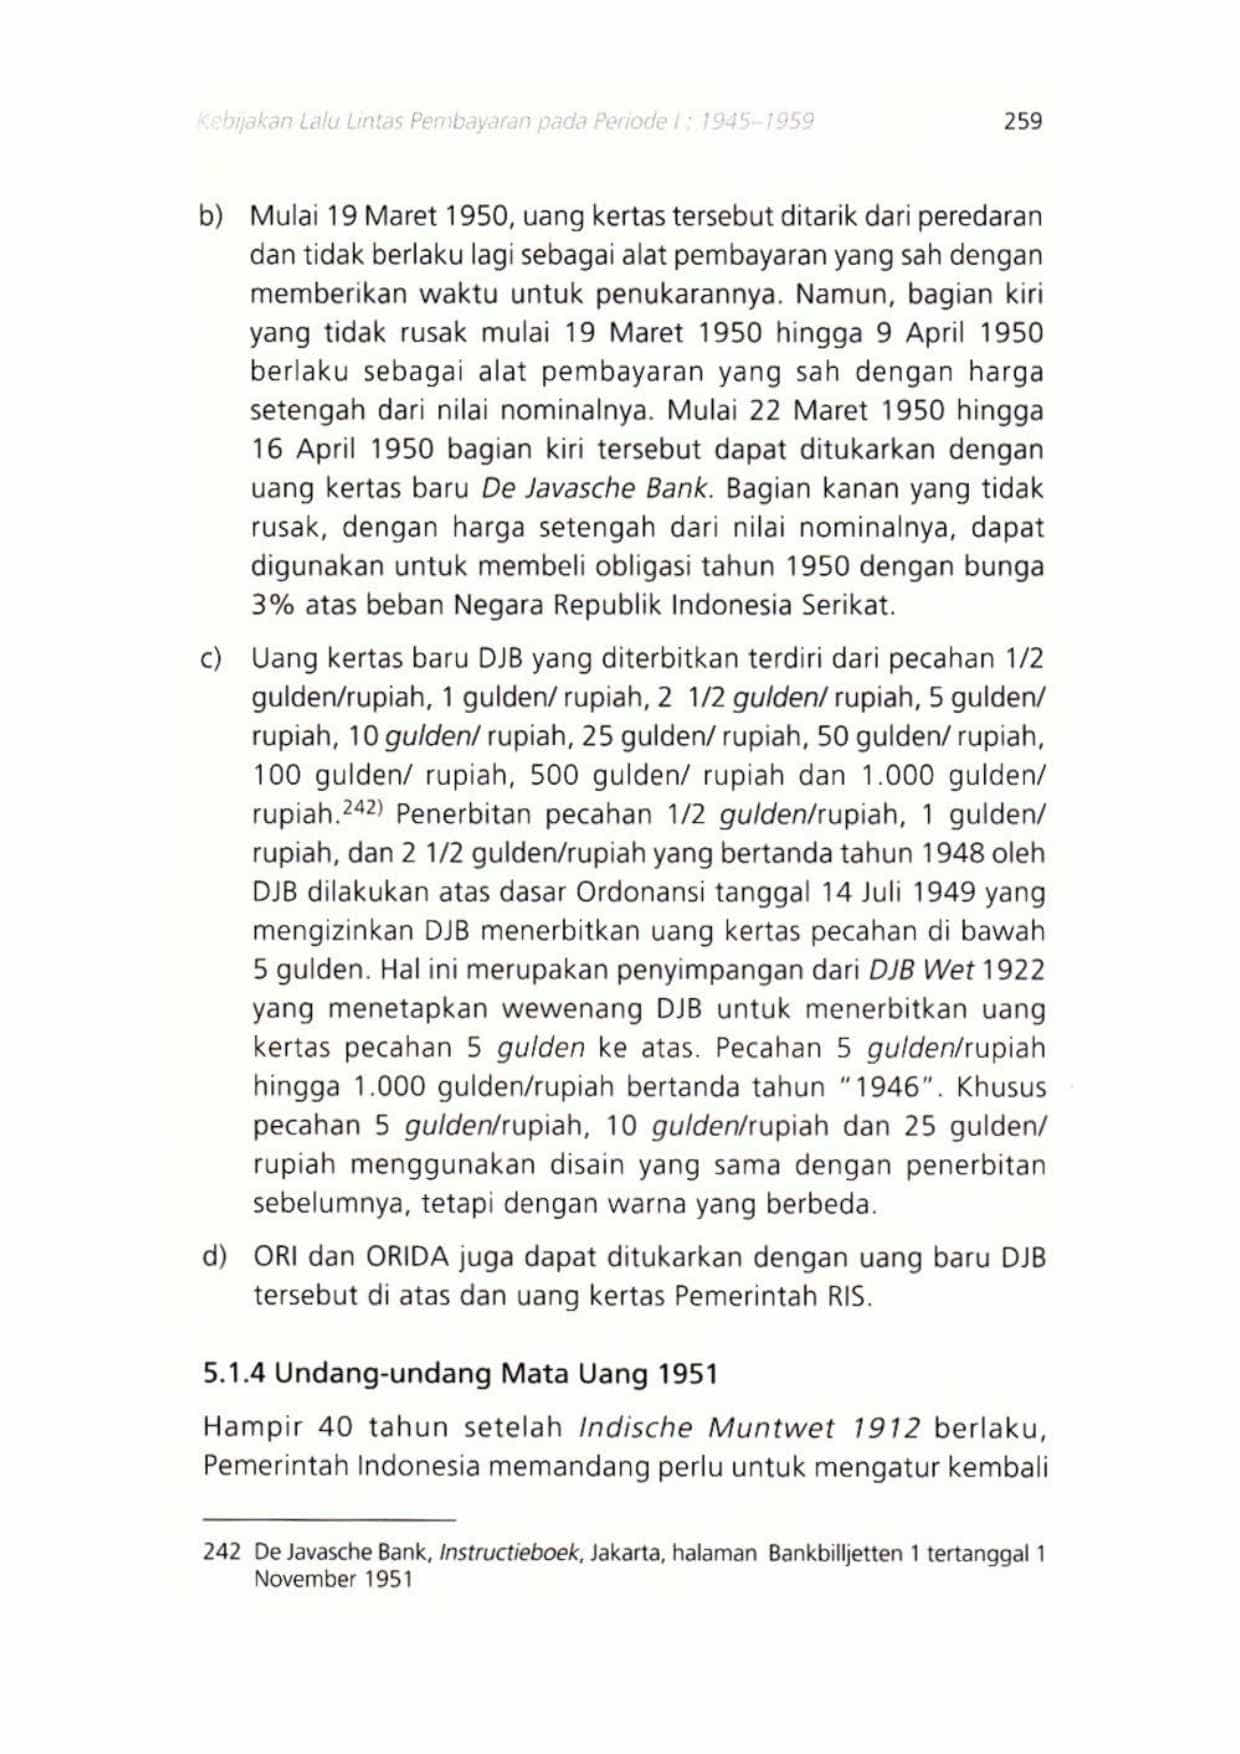 Kebijakan Lalu Lintas Pembayaran pada Periode I : 1945–1959 259
b) Mulai 19 Maret 1950, uang kertas tersebut ditarik dari peredaran
dan tidak berlaku lagi sebagai alat pembayaran yang sah dengan
memberikan waktu untuk penukarannya. Namun, bagian kiri
yang tidak rusak mulai 19 Maret 1950 hingga 9 April 1950
berlaku sebagai alat pembayaran yang sah dengan harga
setengah dari nilai nominalnya. Mulai 22 Maret 1950 hingga
16 April 1950 bagian kiri tersebut dapat ditukarkan dengan
uang kertas baru De Javasche Bank. Bagian kanan yang tidak
rusak, dengan harga setengah dari nilai nominalnya, dapat
digunakan untuk membeli obligasi tahun 1950 dengan bunga
3% atas beban Negara Republik Indonesia Serikat.
c) Uang kertas baru DJB yang diterbitkan terdiri dari pecahan 1/2
gulden/rupiah, 1 gulden/ rupiah, 2 1/2 gulden/ rupiah, 5 gulden/
rupiah, 10 gulden/ rupiah, 25 gulden/ rupiah, 50 gulden/ rupiah,
100 gulden/ rupiah, 500 gulden/ rupiah dan 1.000 gulden/
rupiah.242) Penerbitan pecahan 1/2 gulden/rupiah, 1 gulden/
rupiah, dan 2 1/2 gulden/rupiah yang bertanda tahun 1948 oleh
DJB dilakukan atas dasar Ordonansi tanggal 14 Juli 1949 yang
mengizinkan DJB menerbitkan uang kertas pecahan di bawah
5 gulden. Hal ini merupakan penyimpangan dari DJB Wet 1922
yang menetapkan wewenang DJB untuk menerbitkan uang
kertas pecahan 5 gulden ke atas. Pecahan 5 gulden/rupiah
hingga 1.000 gulden/rupiah bertanda tahun “1946”. Khusus
pecahan 5 gulden/rupiah, 10 gulden/rupiah dan 25 gulden/
rupiah menggunakan disain yang sama dengan penerbitan
sebelumnya, tetapi dengan warna yang berbeda.
d) ORI dan ORIDA juga dapat ditukarkan dengan uang baru DJB
tersebut di atas dan uang kertas Pemerintah RIS.
5.1.4 Undang-undang Mata Uang 1951
Hampir 40 tahun setelah Indische Muntwet 1912 berlaku,
Pemerintah Indonesia memandang perlu untuk mengatur kembali
242 De Javasche Bank, Instructieboek, Jakarta, halaman Bankbilljetten 1 tertanggal 1
November 1951